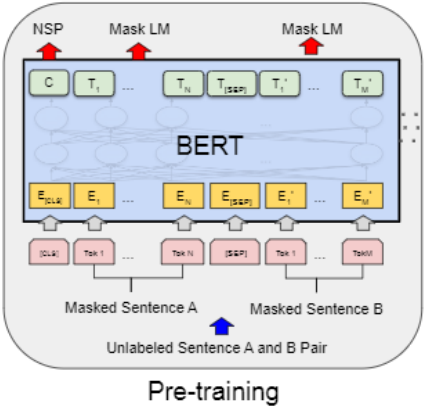 NSP Mask LM Mask LM
C T1 ... TN T[SEP] T1' ... TM'
BERT
E[CLS] E1 ... EN E[SEP] E1' ... EM'
[CLS] Tok 1 ... Tok N [SEP] Tok 1 ... TokM
Masked Sentence A Masked Sentence B
Unlabeled Sentence A and B Pair
Pre-training